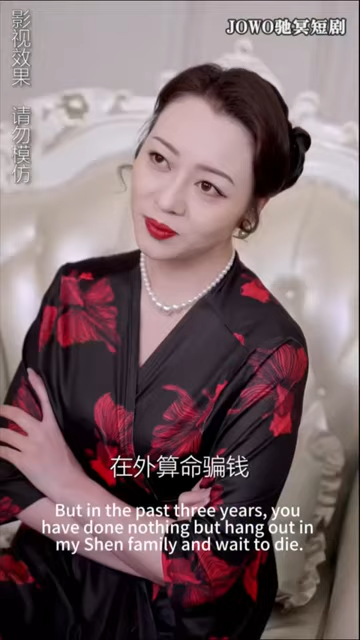 JOWO驰冥短剧
影视效果 请勿模仿
在外算命骗钱
But in the past three years, you
have done nothing but hang out in
my Shen family and wait to die.